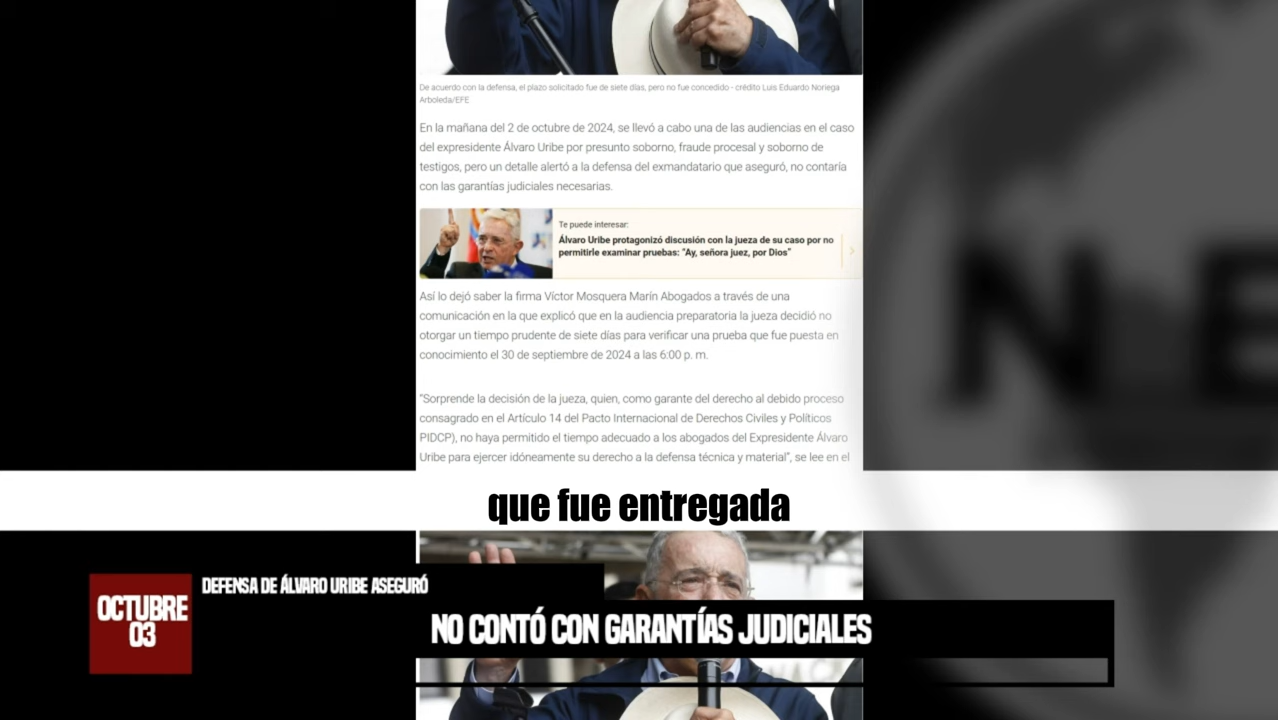 De acuerdo con la defensa, el plazo solicitado fue de siete días, pero no fue concedido - crédito Luis Eduardo Noriega
Arboleda/EFE
En la mañana del 2 de octubre de 2024, se llevó a cabo una de las audiencias en el caso
del expresidente Álvaro Uribe por presunto soborno, fraude procesal y soborno de
testigos, pero un detalle alertó a la defensa del exmandatario que aseguró, no contaría
con las garantías judiciales necesarias.
Te puede interesar:
Álvaro Uribe protagonizó discusión con la jueza de su caso por no
permitirle examinar pruebas: “Ay, señora juez, por Dios”
Así lo dejó saber la firma Víctor Mosquera Marín Abogados a través de una
comunicación en la que explicó que en la audiencia preparatoria la jueza decidió no
otorgar un tiempo prudente de siete días para verificar una prueba que fue puesta en
conocimiento el 30 de septiembre de 2024 a las 6:00 p. m.
“Sorprende la decisión de la jueza, quien, como garante del derecho al debido proceso
consagrado en el Artículo 14 del Pacto Internacional de Derechos Civiles y Políticos
PIDCP), no haya permitido el tiempo adecuado a los abogados del Expresidente Álvaro
Uribe para ejercer idóneamente su derecho a la defensa técnica y material”, se lee en el
NE
que fue entregada
OCTUBRE
03
DEFENSA DE ÁLVARO URIBE ASEGURÓ
NO CONTÓ CON GARANTÍAS JUDICIALES